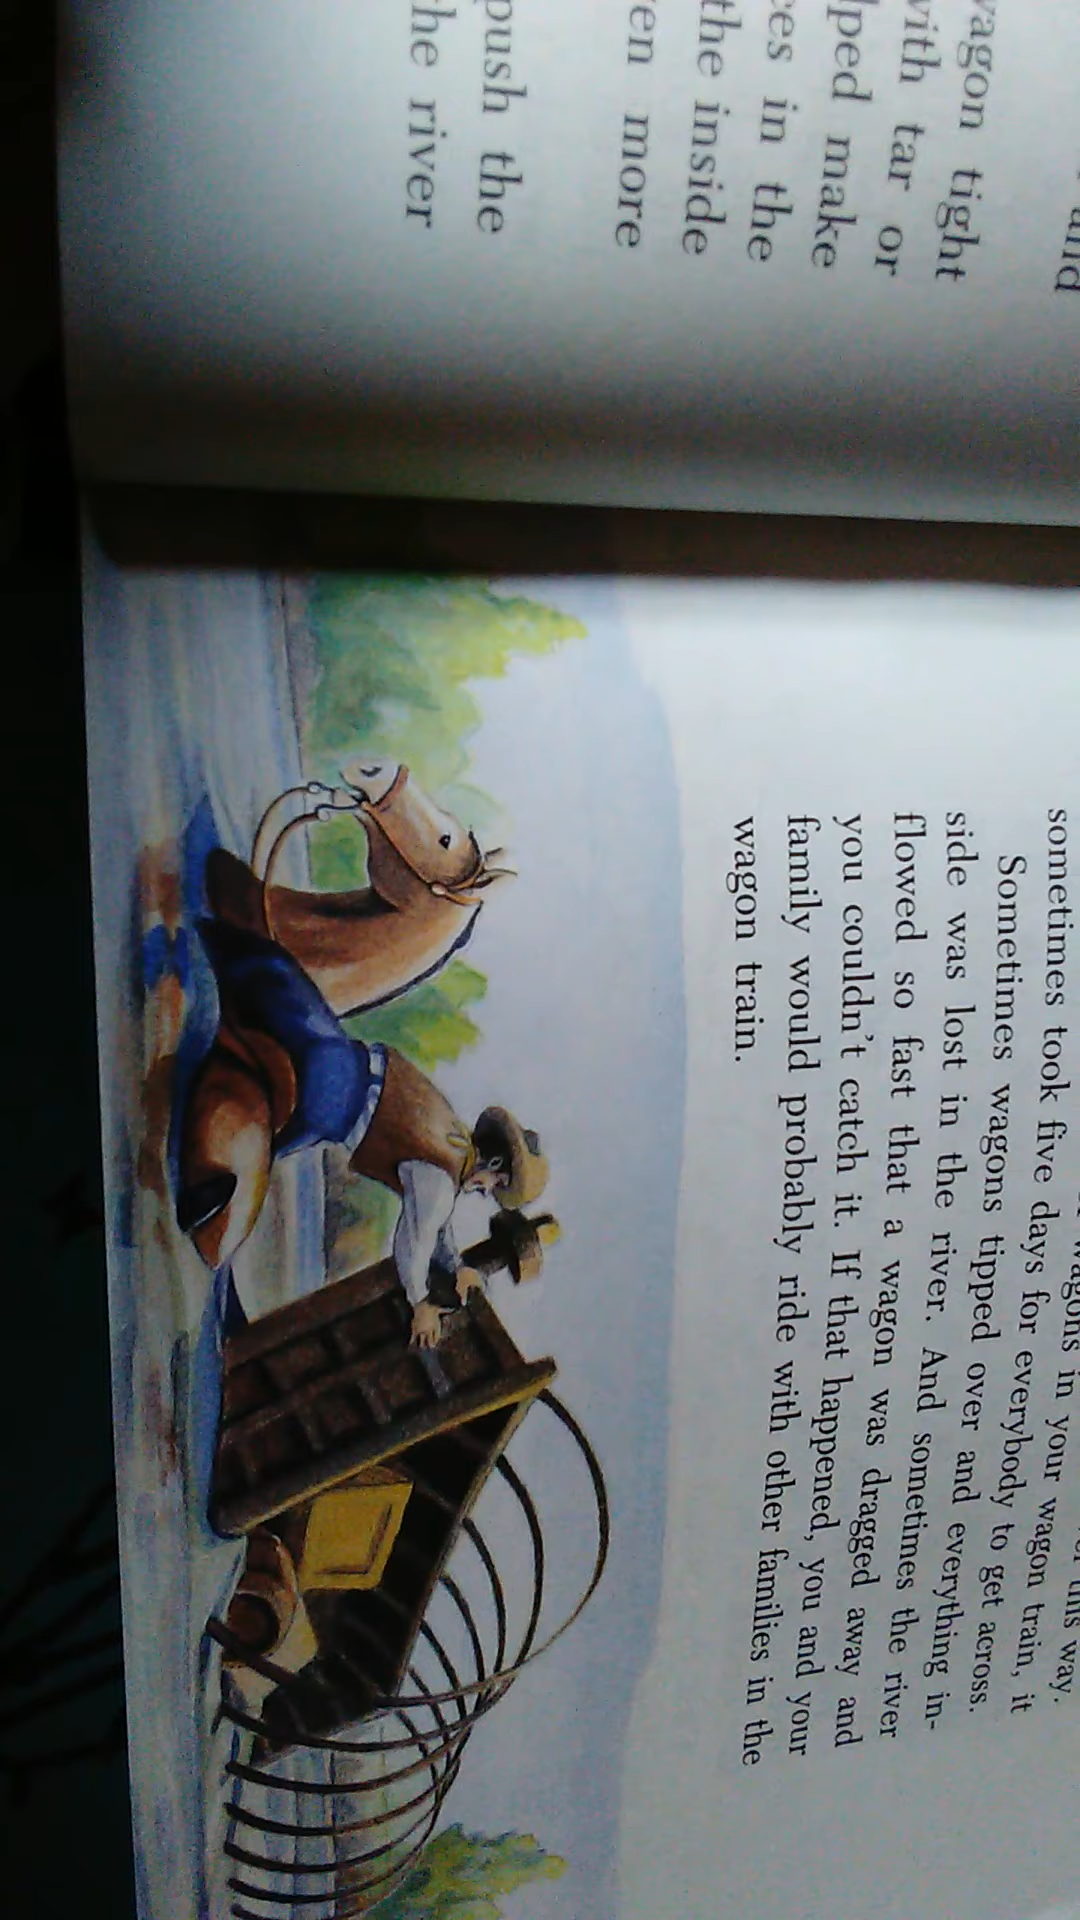 and
wagon tight
with tar or
lped make
ces in the
the inside
en more
push the
he river
wagons in your wagon train, it
sometimes took five days for everybody to get across.
Sometimes wagons tipped over and everything in-
side was lost in the river. And sometimes the river
flowed so fast that a wagon was dragged away and
you couldn't catch it. If that happened, you and your
family would probably ride with other families in the
wagon train.